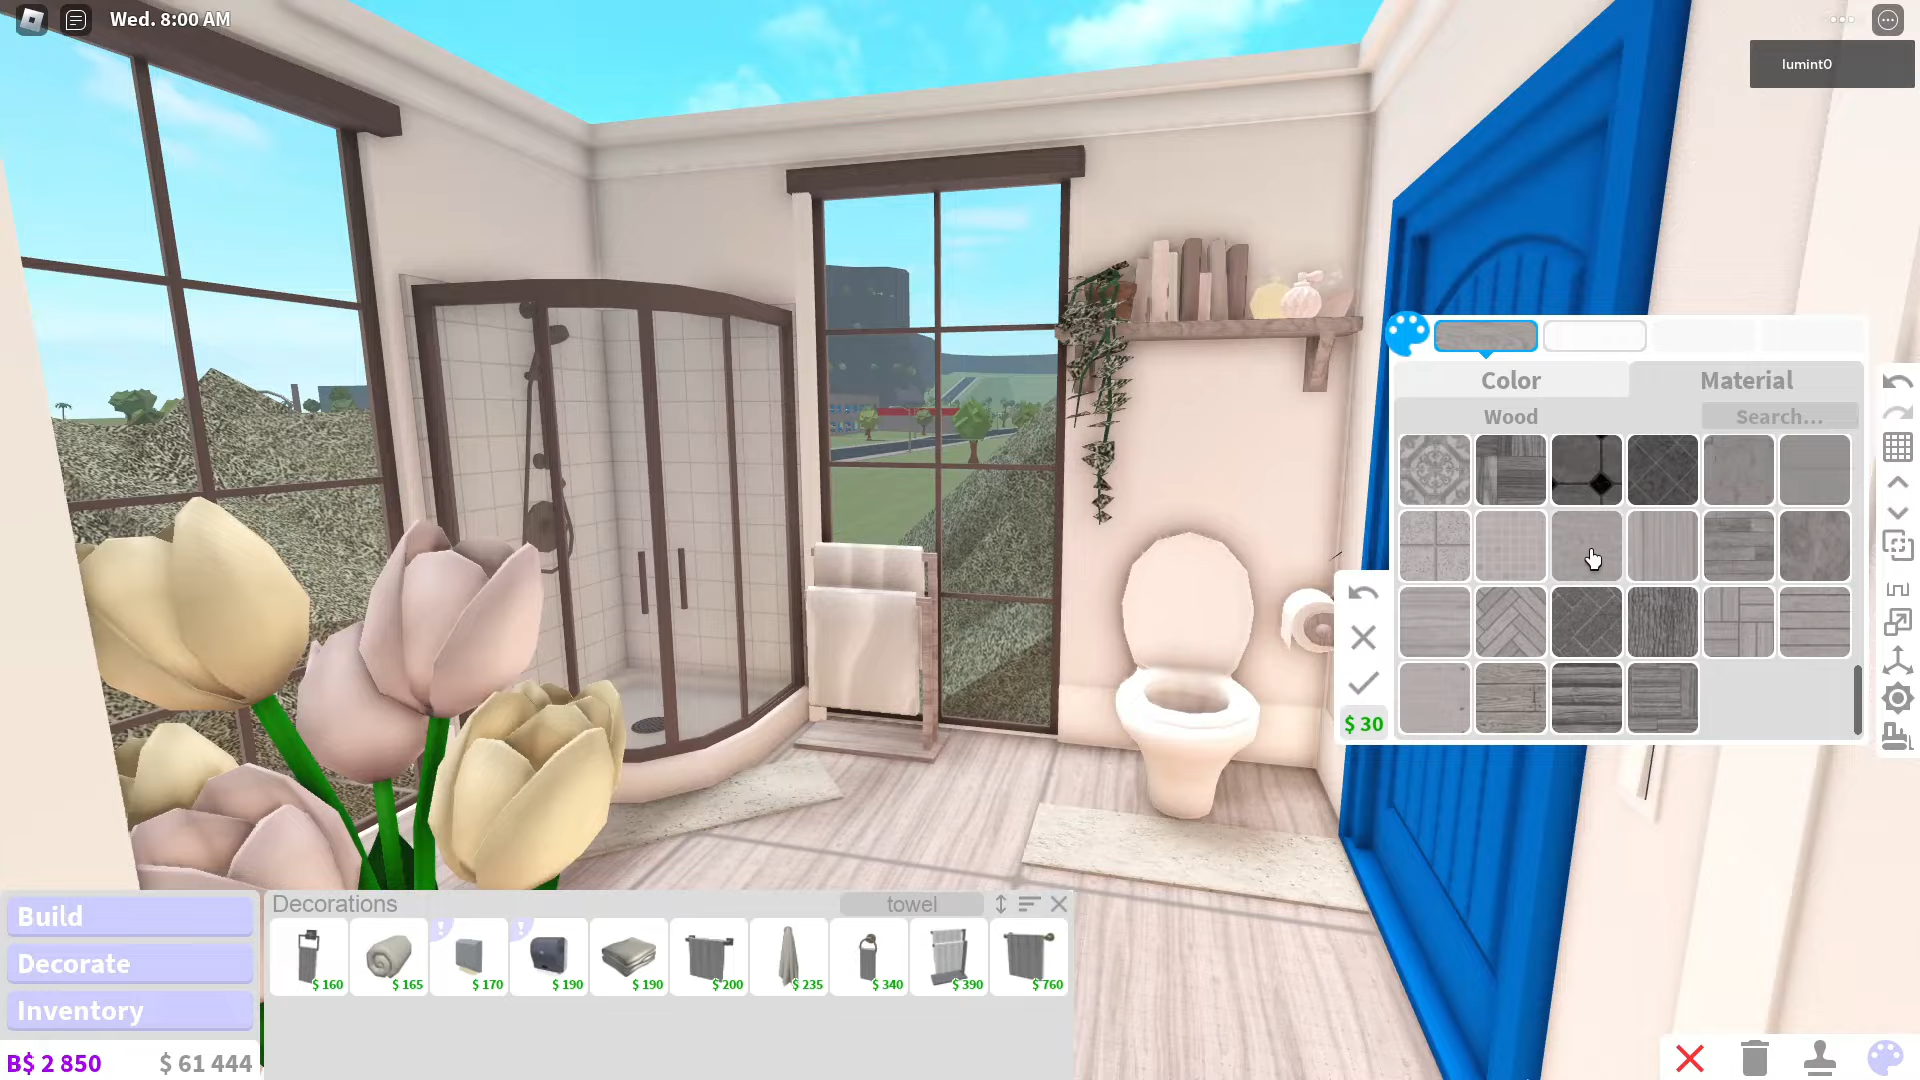 Wed. 8:00 AM
lumint0
Color
Material
Wood
Search...
$ 30
Build
Decorate
Inventory
B$ 2 850
$ 61 444
Decorations
towel
$ 160
$ 165
$ 170
$ 190
$ 190
$ 200
$ 235
$ 340
$ 390
$ 760